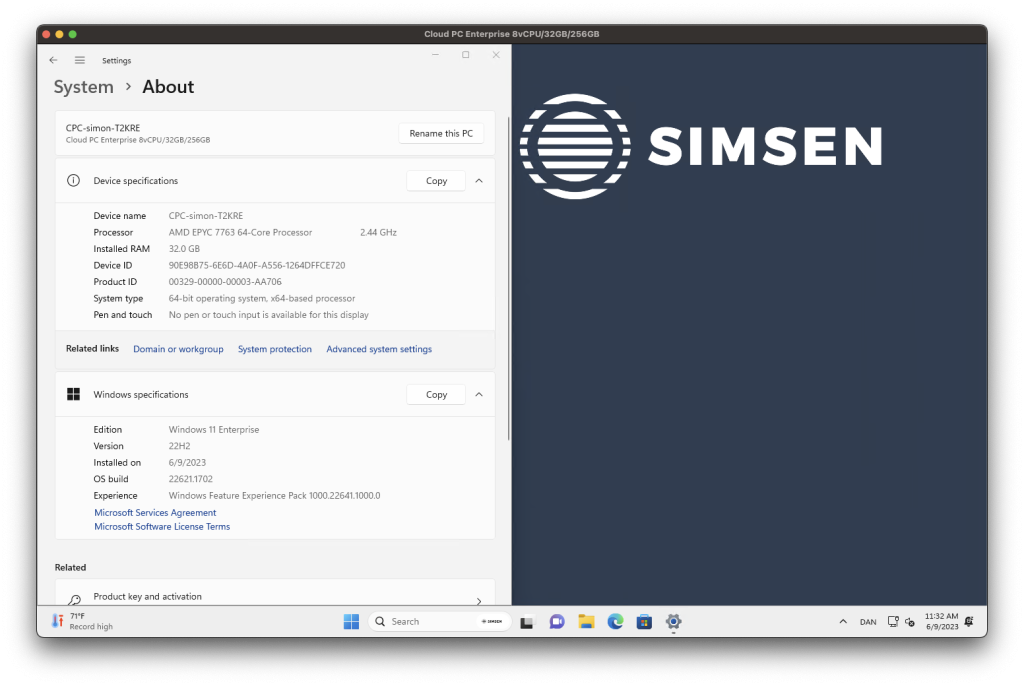 Cloud PC Enterprise 8vCPU/32GB/256GB
Settings
System > About
CPC-simon-T2KRE
Cloud PC Enterprise 8vCPU/32GB/256GB
Rename this PC
Device specifications
Copy
Device name CPC-simon-T2KRE
Processor AMD EPYC 7763 64-Core Processor 2.44 GHz
Installed RAM 32.0 GB
Device ID 90E98B75-6E6D-4A0F-A556-1264DFFCE720
Product ID 00329-00000-00003-AA706
System type 64-bit operating system, x64-based processor
Pen and touch No pen or touch input is available for this display
Related links Domain or workgroup System protection Advanced system settings
Windows specifications
Copy
Edition Windows 11 Enterprise
Version 22H2
Installed on 6/9/2023
OS build 22621.1702
Experience Windows Feature Experience Pack 1000.22641.1000.0
Microsoft Services Agreement
Microsoft Software License Terms
Related
Product key and activation
SIMSEN
71°F
Record high
Search
SIMSEN
DAN
11:32 AM
6/9/2023